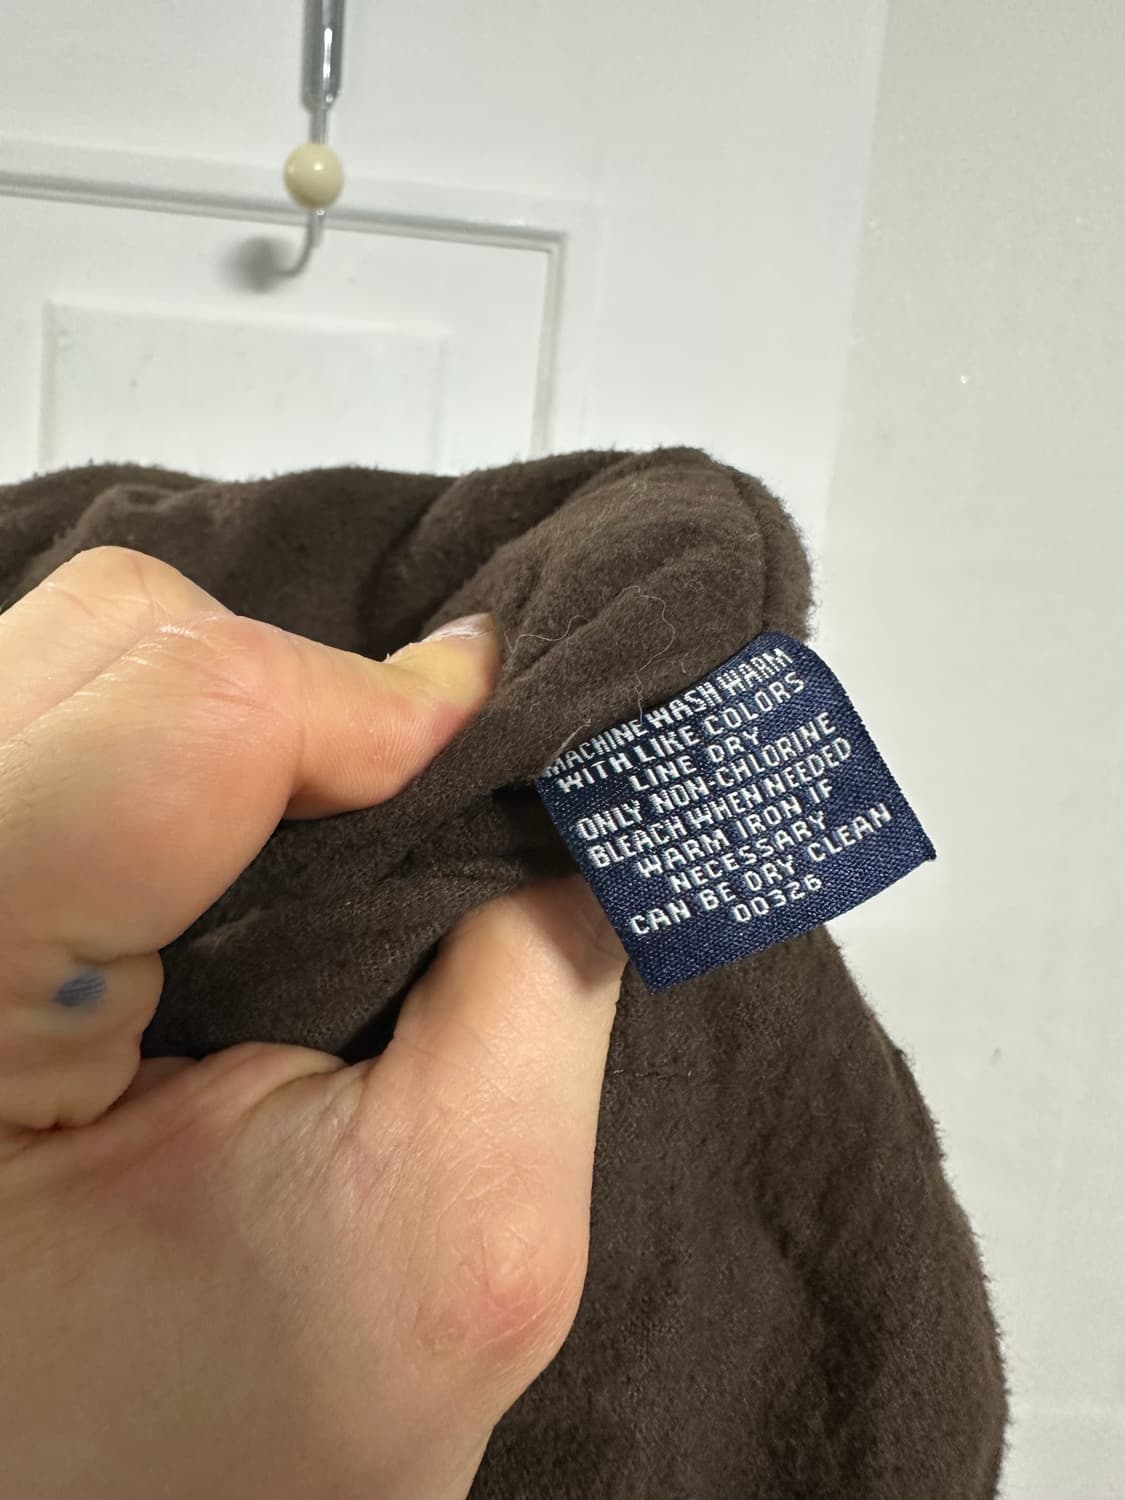 MACHINE WASH WARM
WITH LIKE COLORS
LINE DRY
ONLY NON-CHLORINE
BLEACH WHEN NEEDED
WARM IRON IF
NECESSARY
CAN BE DRY CLEAN
00326